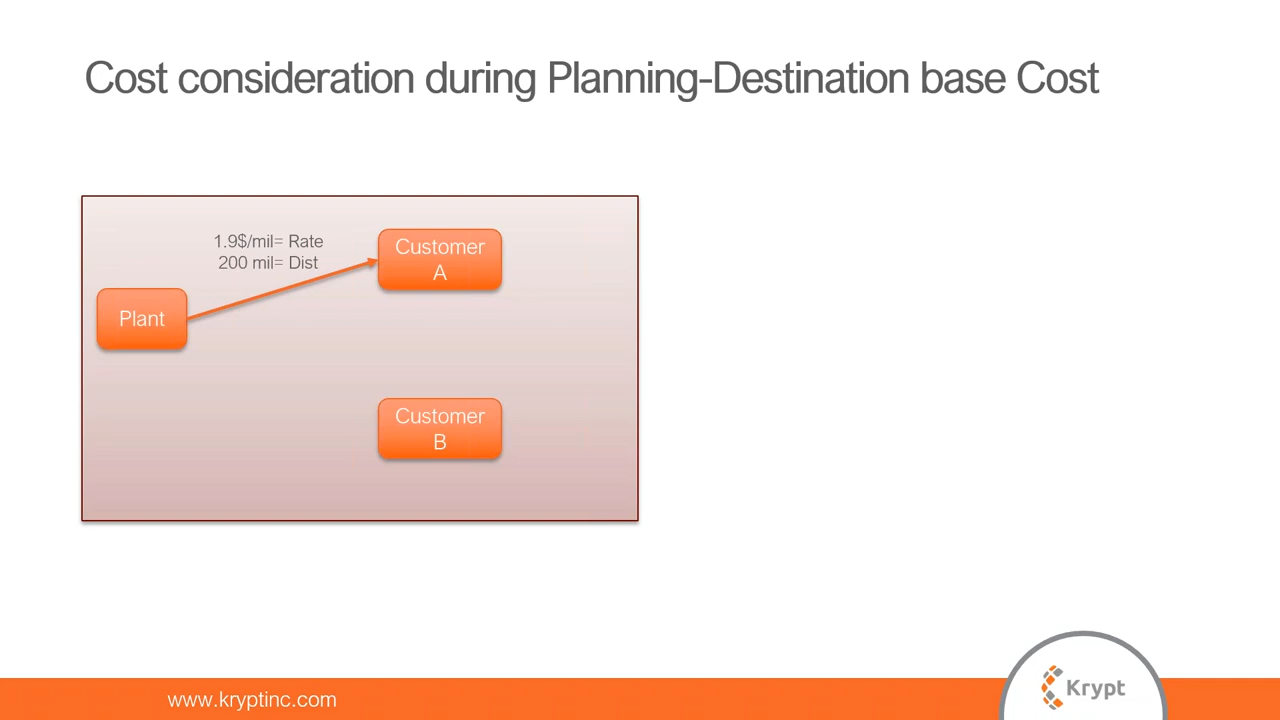 Cost consideration during Planning-Destination base Cost
1.9$/mil= Rate
200 mil= Dist
Customer
A
Plant
Customer
B
www.kryptinc.com
Krypt